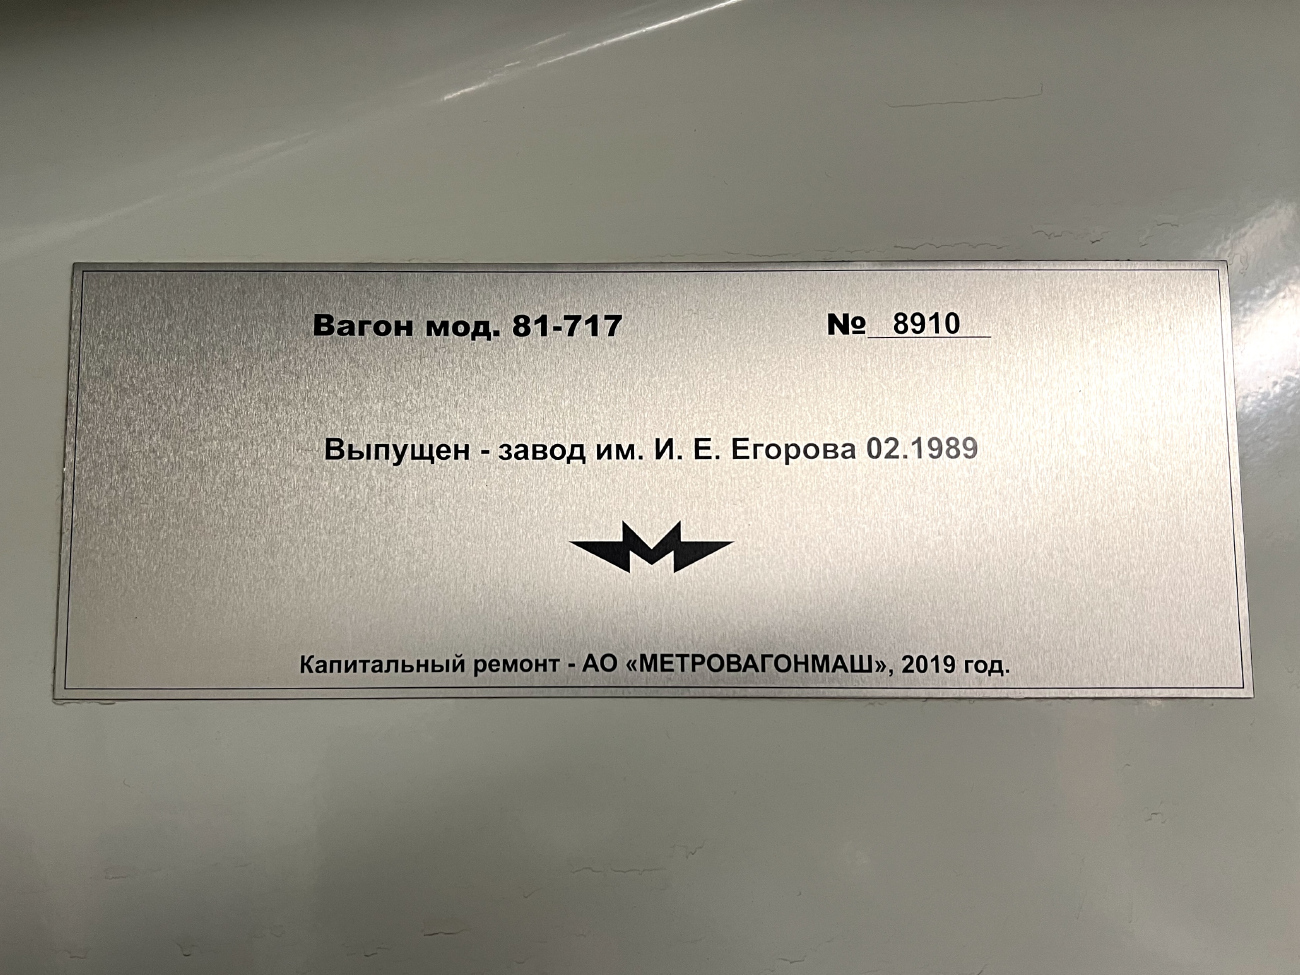 Вагон мод. 81-717 № 8910
Выпущен - завод им. И. Е. Егорова 02.1989
Капитальный ремонт - АО «МЕТРОВАГОНМАШ», 2019 год.